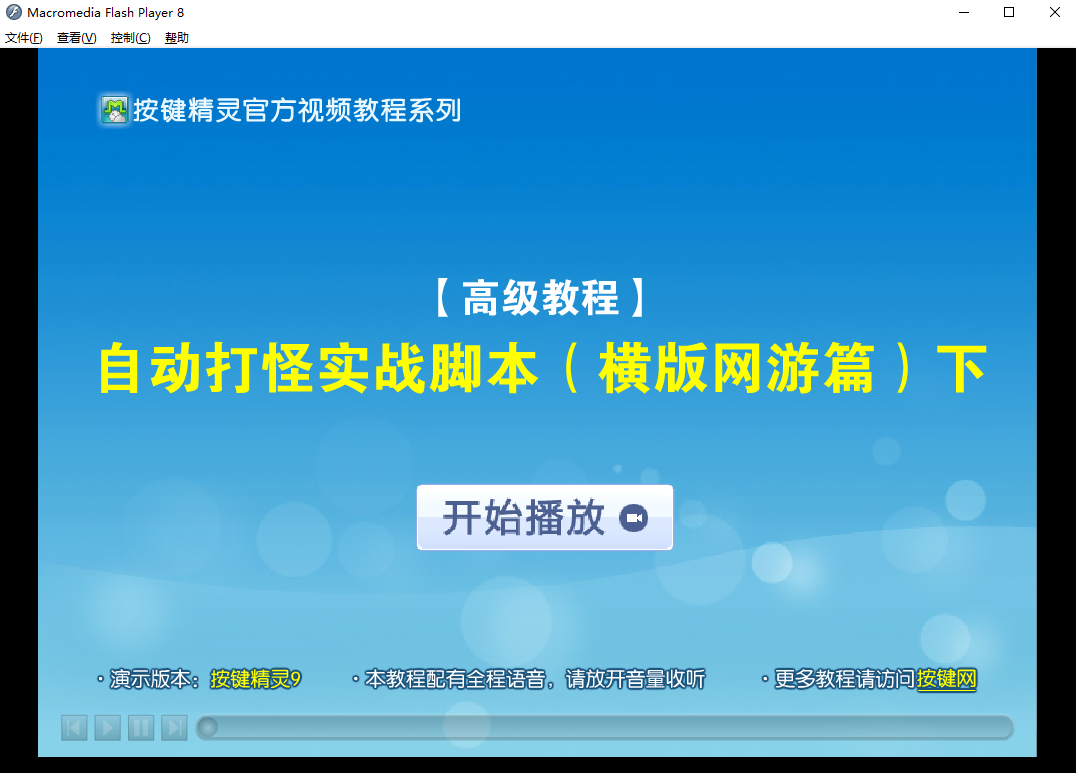 Macromedia Flash Player 8
文件(F) 查看(V) 控制(C) 帮助
按键精灵官方视频教程系列
【高级教程】
自动打怪实战脚本（横版网游篇）下
开始播放
·演示版本：按键精灵9 ·本教程配有全程语音，请放开音量收听 ·更多教程请访问按键网